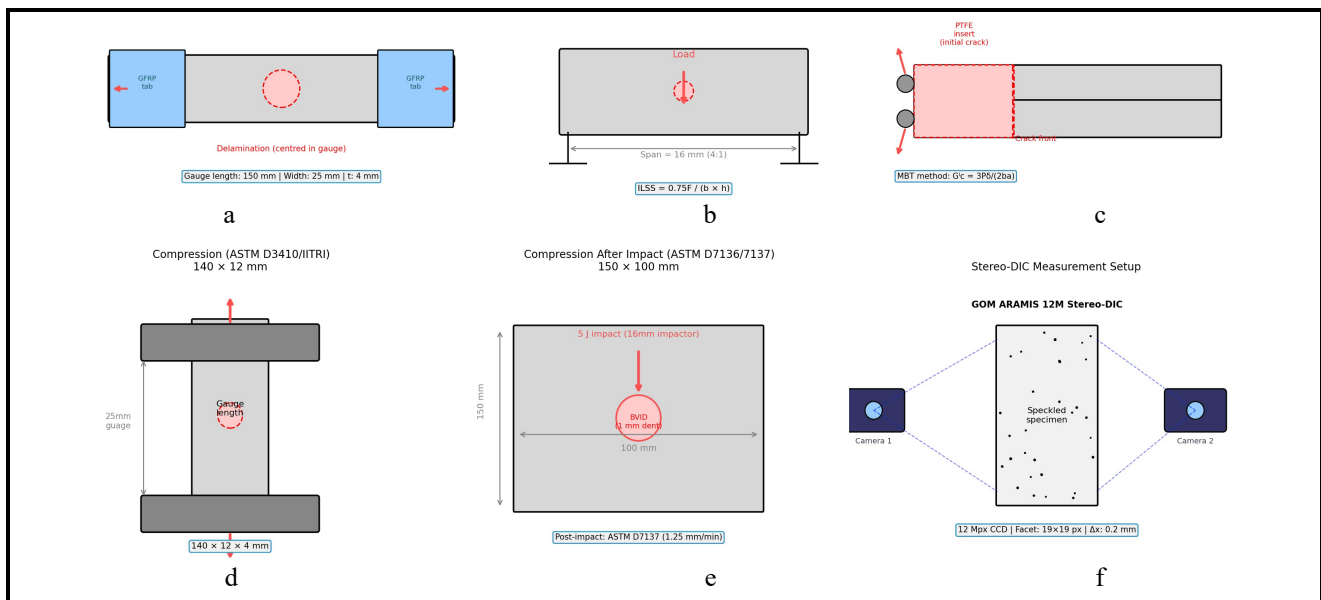 GFRP
tab
GFRP
tab
Delamination (centred in gauge)
Gauge length: 150 mm | Width: 25 mm | t: 4 mm
a
Load
Span = 16 mm (4:1)
ILSS = 0.75F / (b × h)
b
PTFE
insert
(initial crack)
Crack front
MBT method: Gᴵc = 3Pδ/(2ba)
c
Compression (ASTM D3410/IITRI)
140 × 12 mm
Gauge
length
25mm
guage
140 × 12 × 4 mm
d
Compression After Impact (ASTM D7136/7137)
150 × 100 mm
5 J impact (16mm impactor)
150 mm
BVID
(1 mm dent)
100 mm
Post-impact: ASTM D7137 (1.25 mm/min)
e
Stereo-DIC Measurement Setup
GOM ARAMIS 12M Stereo-DIC
Speckled
specimen
Camera 1
Camera 2
12 Mpx CCD | Facet: 19×19 px | Δx: 0.2 mm
f